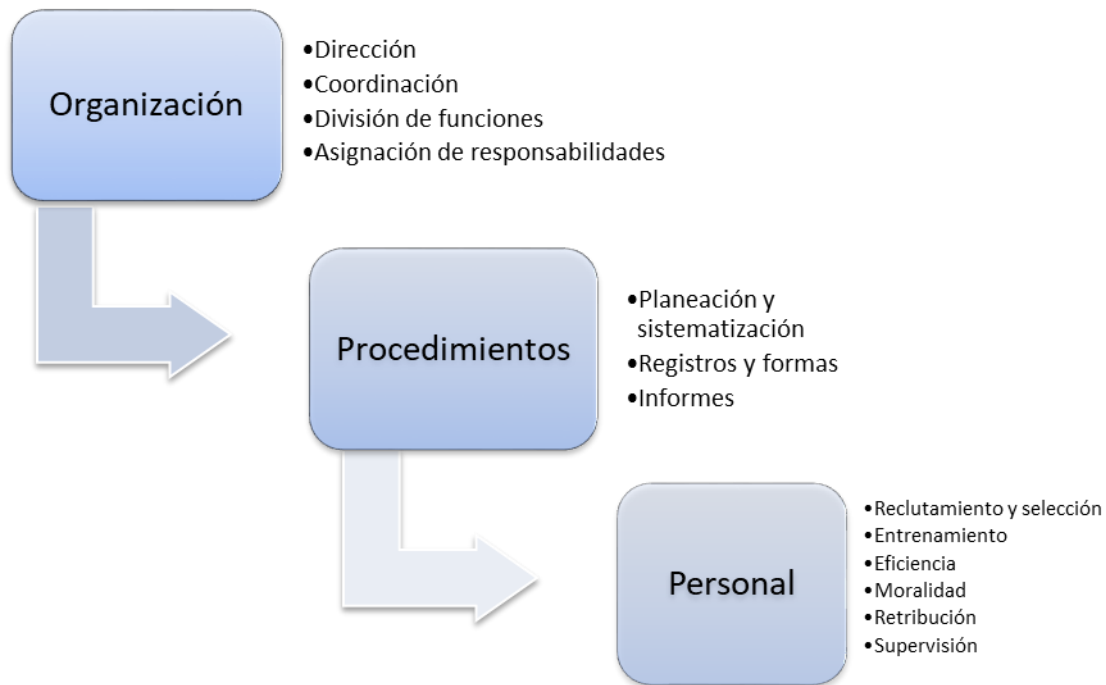 Organización
•Dirección
•Coordinación
•División de funciones
•Asignación de responsabilidades
Procedimientos
•Planeación y
sistematización
•Registros y formas
•Informes
Personal
•Reclutamiento y selección
•Entrenamiento
•Eficiencia
•Moralidad
•Retribución
•Supervisión